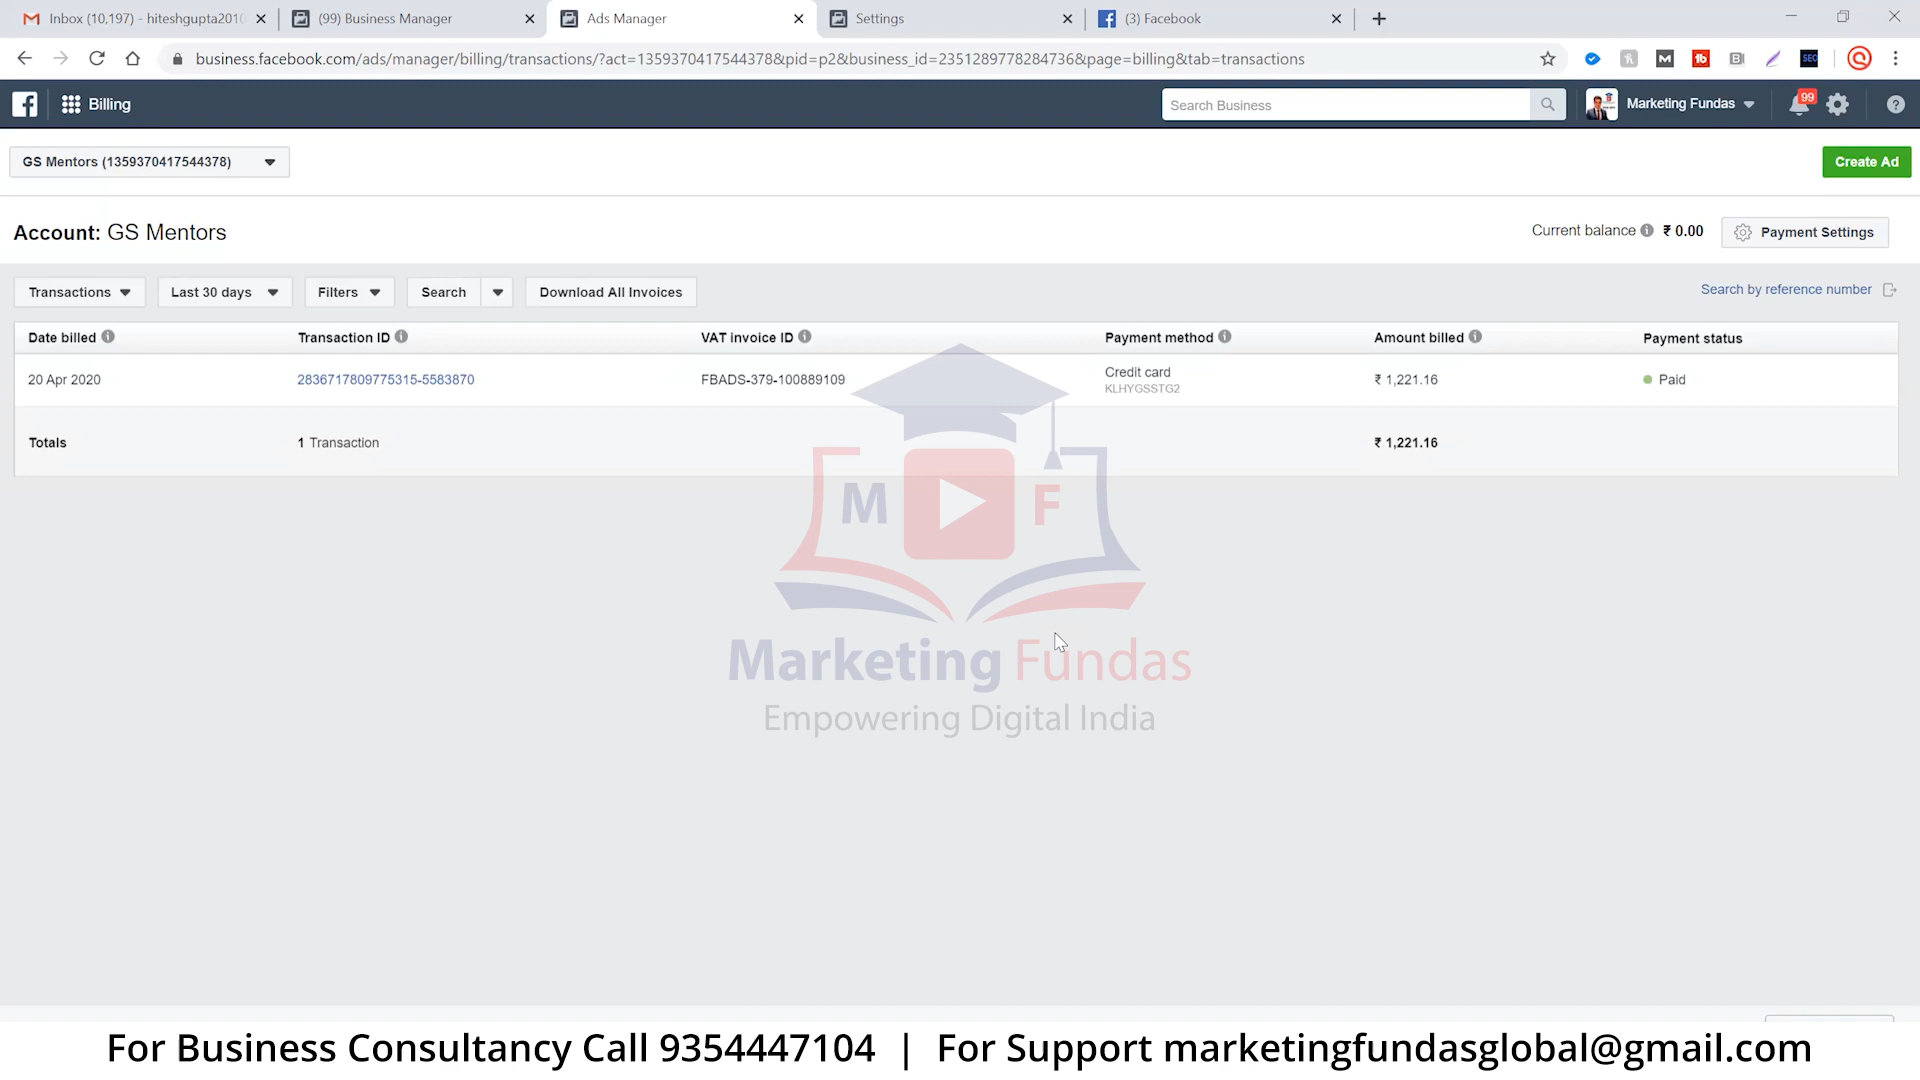 Inbox (10,197) - hiteshgupta2010
(99) Business Manager
Ads Manager
Settings
(3) Facebook
business.facebook.com/ads/manager/billing/transactions/?act=1359370417544378&pid=p2&business_id=2351289778284736&page=billing&tab=transactions
Billing
Search Business
Marketing Fundas
99
GS Mentors (1359370417544378)
Create Ad
Account: GS Mentors
Current balance ₹ 0.00
Payment Settings
Transactions
Last 30 days
Filters
Search
Download All Invoices
Search by reference number
Date billed
Transaction ID
VAT invoice ID
Payment method
Amount billed
Payment status
20 Apr 2020
2836717809775315-5583870
FBADS-379-100889109
Credit card
KLHYGSSTG2
₹ 1,221.16
Paid
Totals
1 Transaction
₹ 1,221.16
M F
Marketing Fundas
Empowering Digital India
For Business Consultancy Call 9354447104 | For Support marketingfundasglobal@gmail.com